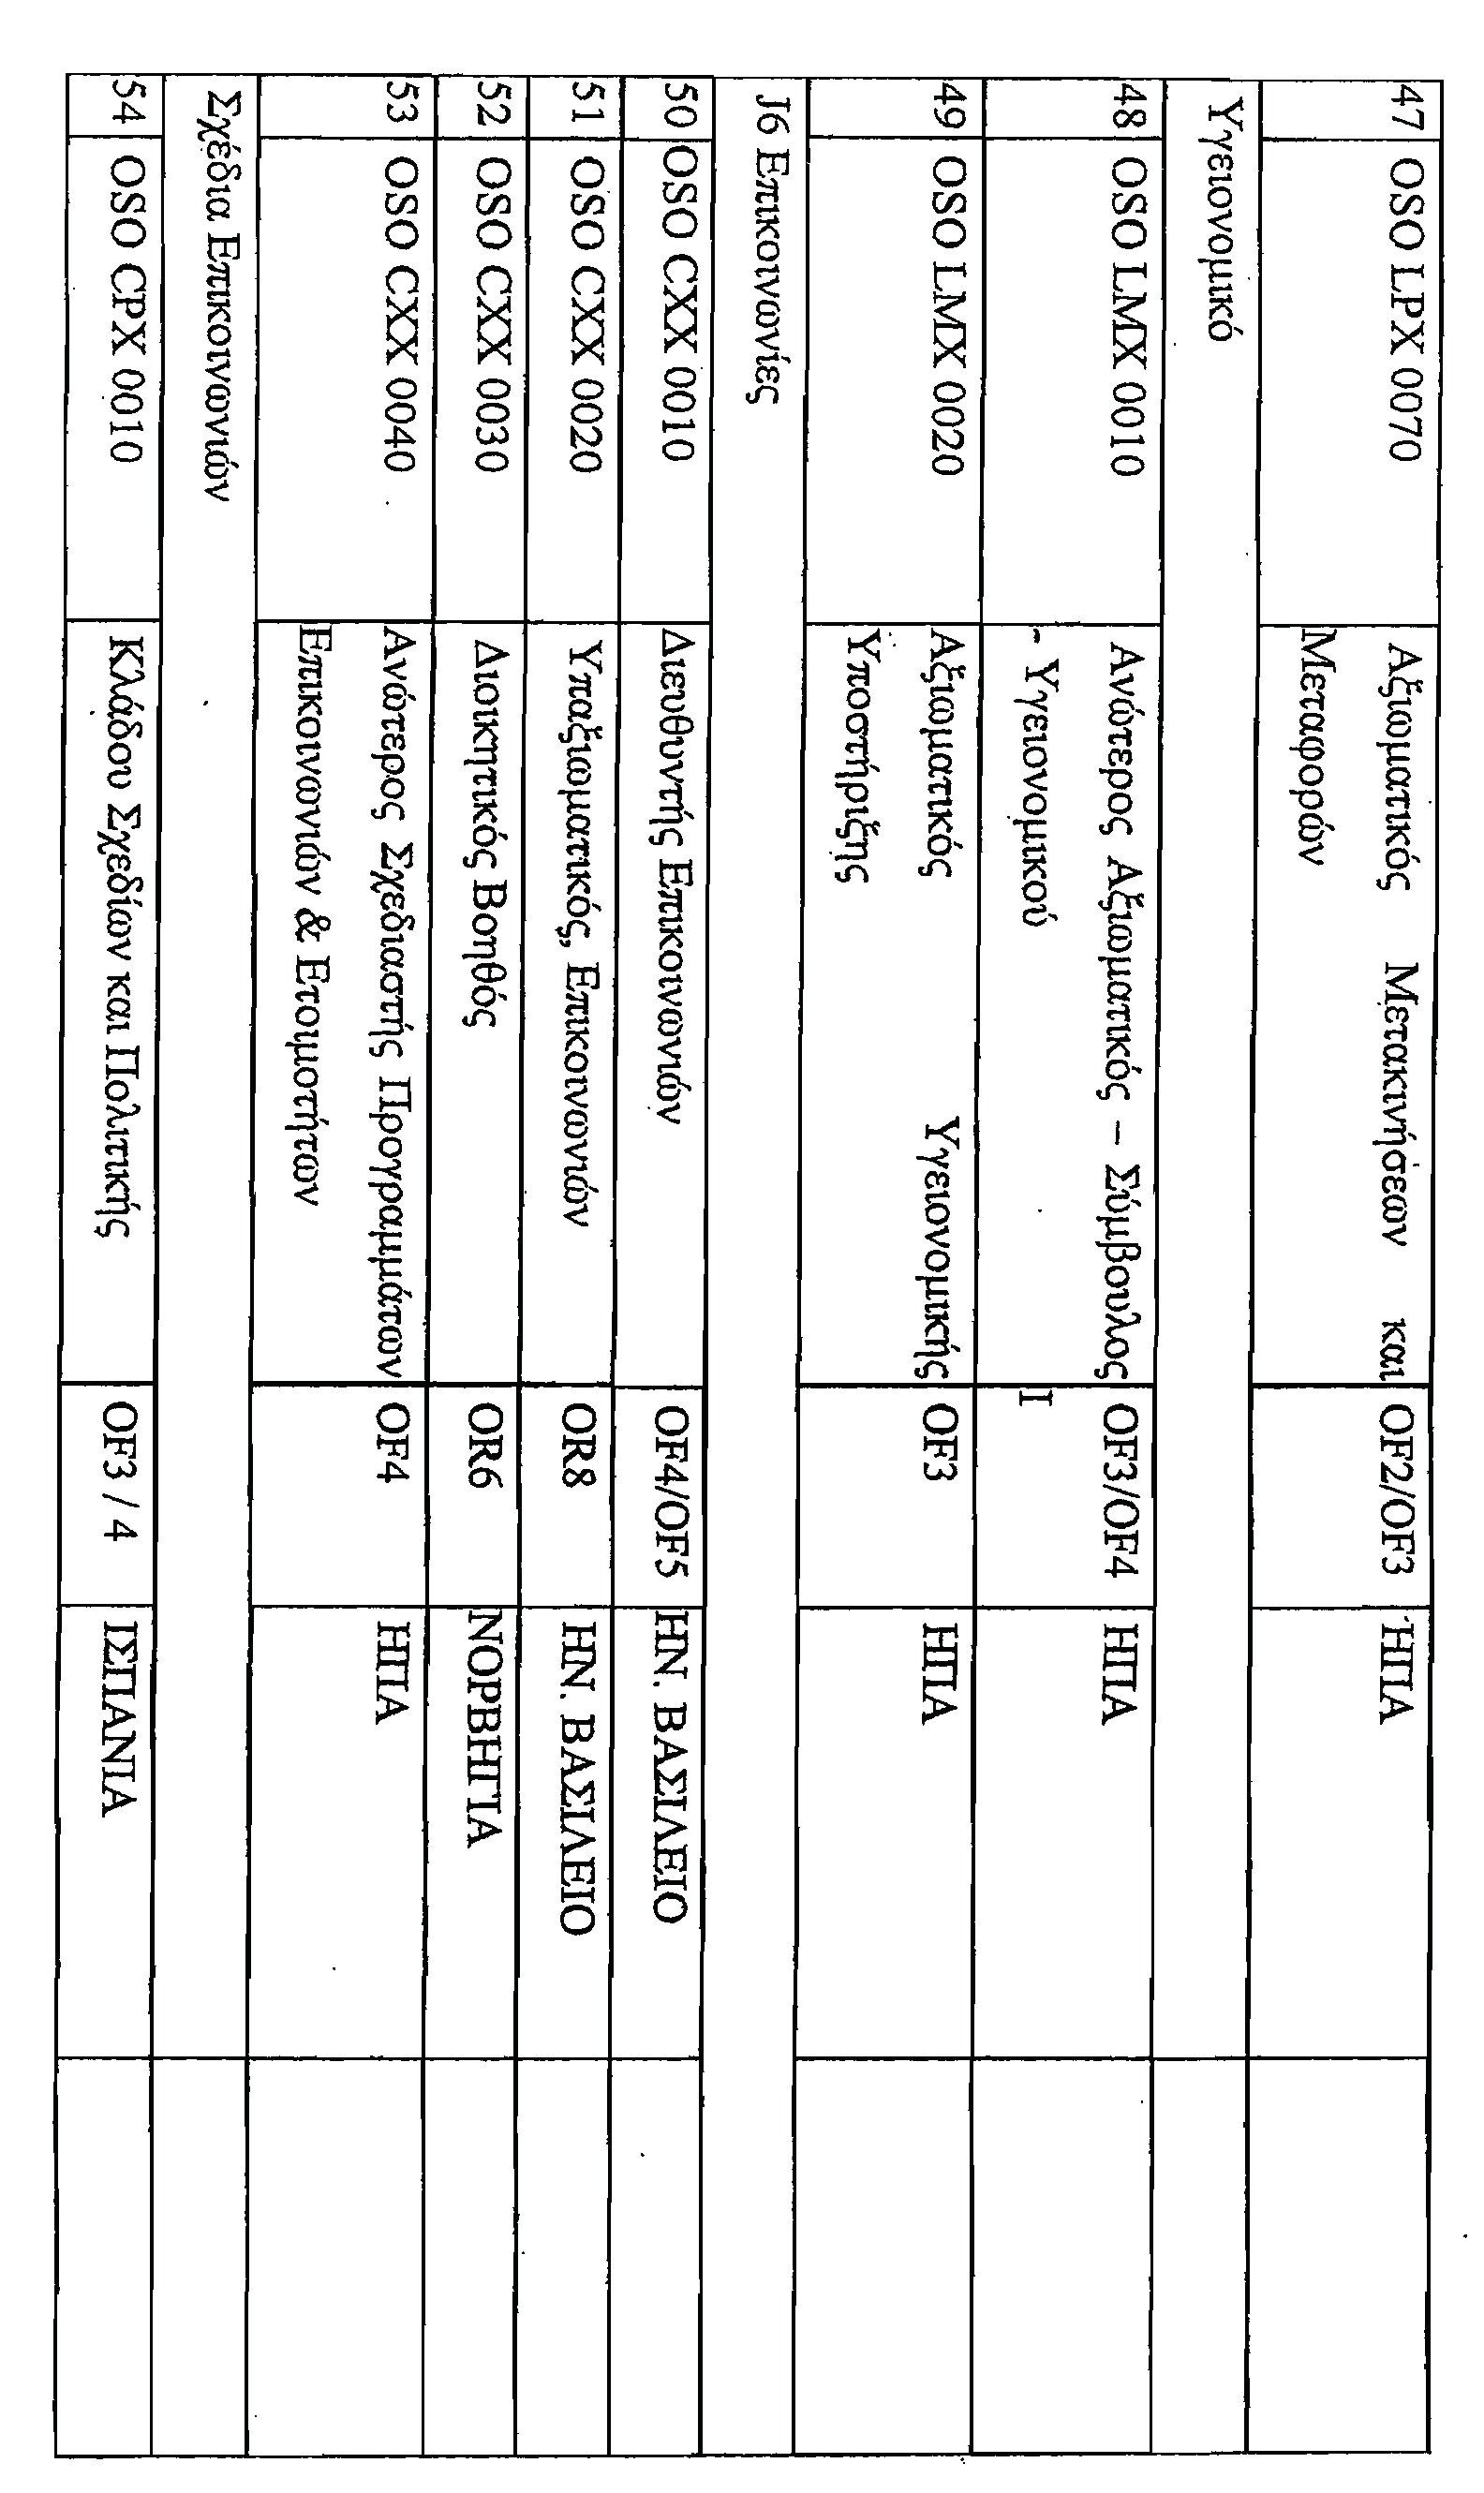 47 OSO LPX 0070 Αξιωματικός Μετακινήσεων και OF2/OF3 ΉΠΑ
Μεταφορών
Υγειονομικό
48 OSO LMX 0010 Ανώτερος Αξιωματικός – Σύμβουλος OF3/OF4 ΗΠΑ
- Υγειονομικού I
49 OSO LMX 0020 Αξιωματικός Υγειονομικής OF3 ΗΠΑ
Υποστήριξης
J6 Επικοινωνίες
50 OSO CXX 0010 Διευθυντής Επικοινωνιών OF4/OF5 ΗΝ. ΒΑΣΙΛΕΙΟ
51 OSO CXX 0020 Υπαξιωματικός, Επικοινωνιών OR8 ΗΝ. ΒΑΣΙΛΕΙΟ
52 OSO CXX 0030 Διοικητικός Βοηθός OR6 ΝΟΡΒΗΓΙΑ
53 OSO CXX 0040 Ανώτερος Σχεδιαστής Προγραμμάτων OF4 ΗΠΑ
Επικοινωνιών & Ετοιμοτήτων
Σχέδια Επικοινωνιών
54 OSO CPX 0010 Κλάδου Σχεδίων και Πολιτικής OF3 / 4 ΙΣΠΑΝΙΑ